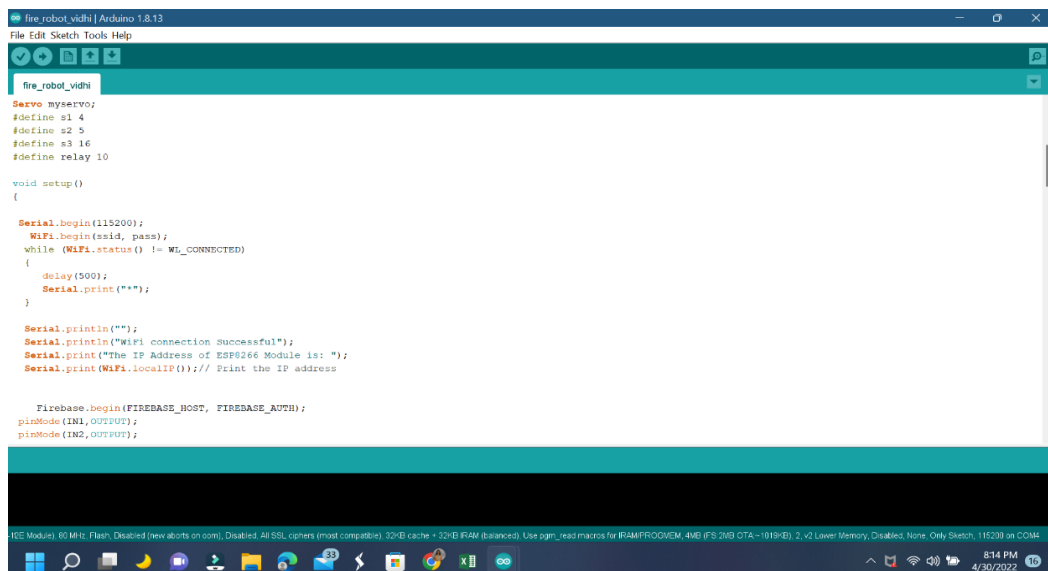 fire_robot_vidhi | Arduino 1.8.13
File Edit Sketch Tools Help
fire_robot_vidhi
Servo myservo;
#define s1 4
#define s2 5
#define s3 16
#define relay 10
void setup()
{
Serial.begin(115200);
WiFi.begin(ssid, pass);
while (WiFi.status() != WL_CONNECTED)
{
delay(500);
Serial.print("*");
}
Serial.println("");
Serial.println("WiFi connection Successful");
Serial.print("The IP Address of ESP8266 Module is: ");
Serial.print(WiFi.localIP());// Print the IP address
Firebase.begin(FIREBASE_HOST, FIREBASE_AUTH);
pinMode(IN1,OUTPUT);
pinMode(IN2,OUTPUT);
-12E Module), 80 MHz, Flash, Disabled (new aborts on oom), Disabled, All SSL ciphers (most compatible), 32KB cache + 32KB IRAM (balanced), Use pgm_read macros for IRAM/PROGMEM, 4MB (FS:2MB OTA:~1019KB), 2, v2 Lower Memory, Disabled, None, Only Sketch, 115200 on COM4
33
8:14 PM
4/30/2022
16